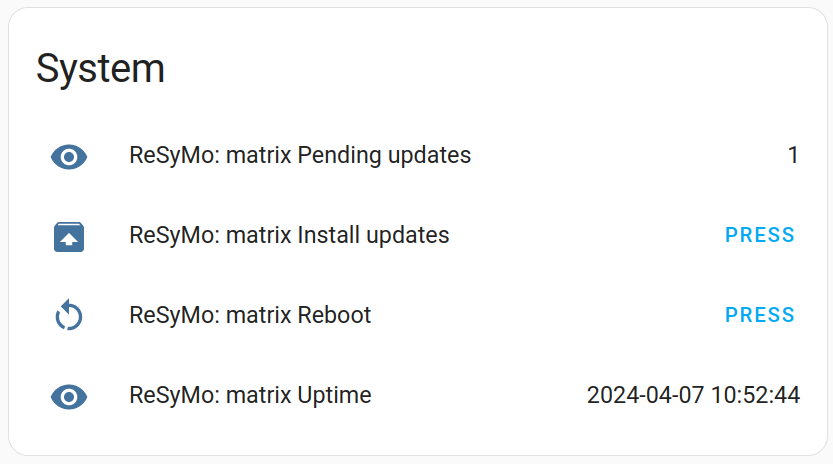 System
ReSyMo: matrix Pending updates 1
ReSyMo: matrix Install updates PRESS
ReSyMo: matrix Reboot PRESS
ReSyMo: matrix Uptime 2024-04-07 10:52:44